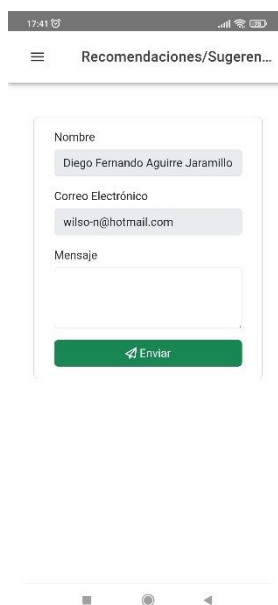 17:41
Recomendaciones/Sugeren...
Nombre
Diego Fernando Aguirre Jaramillo
Correo Electrónico
wilso-n@hotmail.com
Mensaje
Enviar